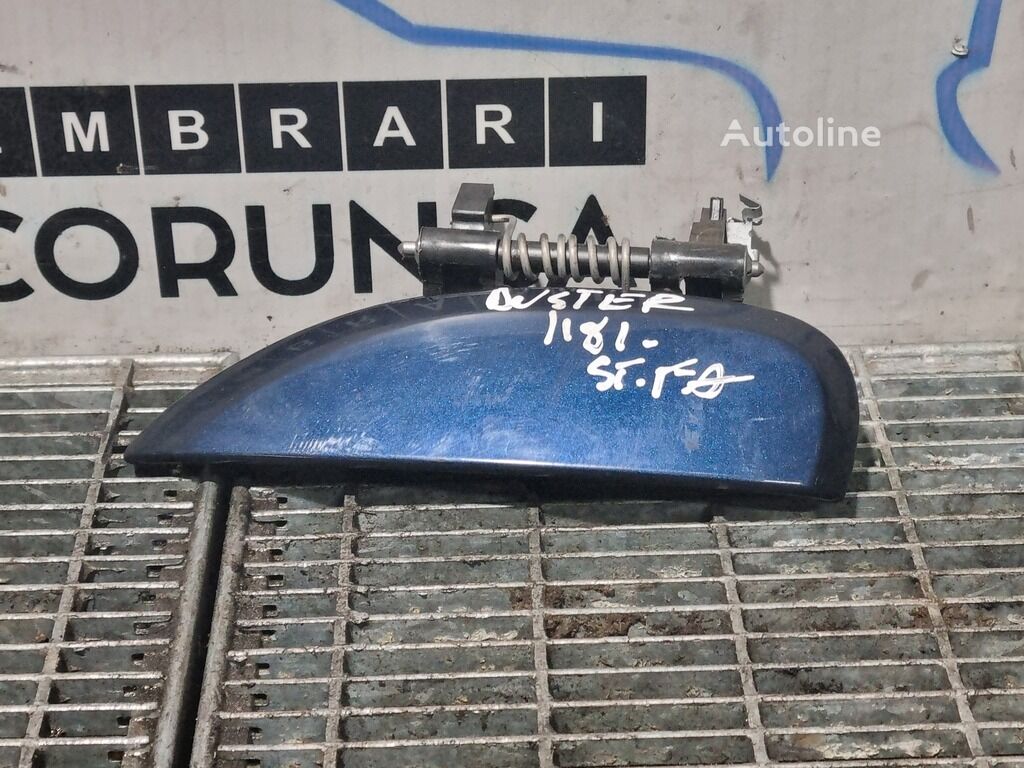 MBRARI
Autoline
CORUNCA
DUSTER
1181-
ST.FA